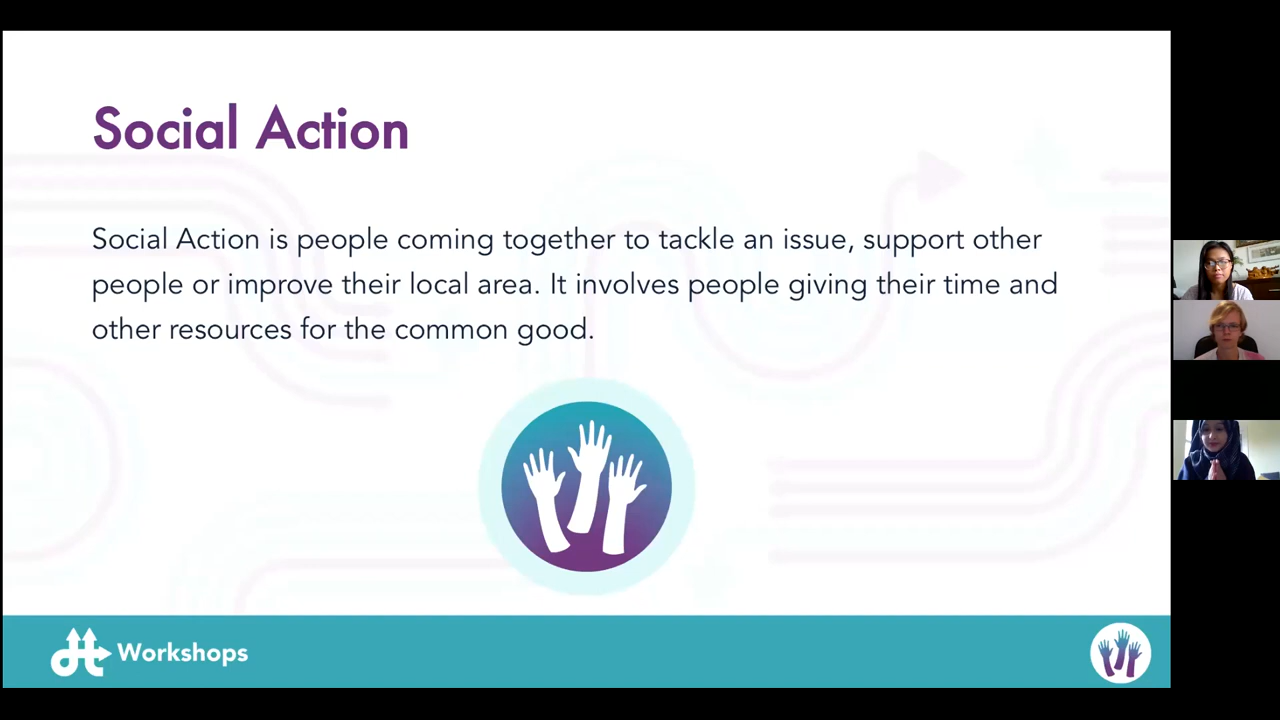 Social Action
Social Action is people coming together to tackle an issue, support other
people or improve their local area. It involves people giving their time and
other resources for the common good.
Workshops